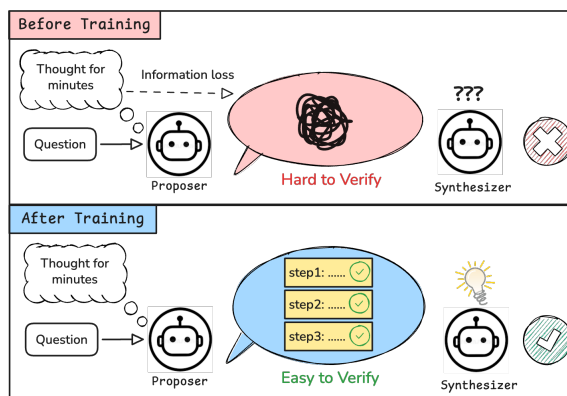 Before Training
Thought for
minutes
Information loss
???
Question
Proposer
Hard to Verify
Synthesizer
After Training
Thought for
minutes
step1: ......
step2: ......
step3: ......
Question
Proposer
Easy to Verify
Synthesizer